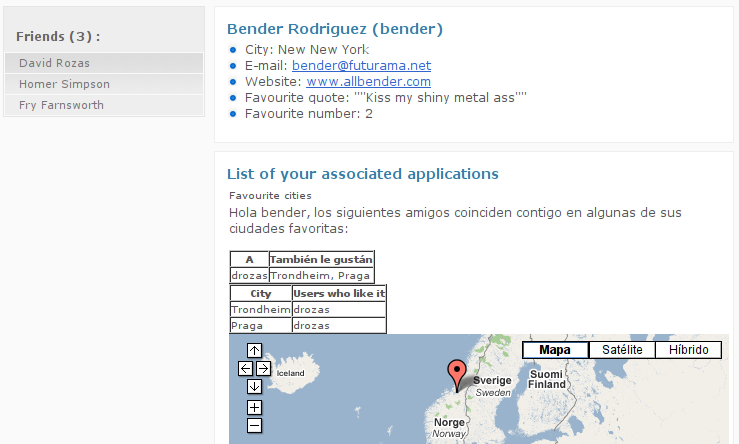 Friends (3) :
David Rozas
Homer Simpson
Fry Farnsworth
Bender Rodriguez (bender)
City: New New York
E-mail: bender@futurama.net
Website: www.allbender.com
Favourite quote: ""Kiss my shiny metal ass""
Favourite number: 2
List of your associated applications
Favourite cities
Hola bender, los siguientes amigos coinciden contigo en algunas de sus
ciudades favoritas:
A También le gustán
drozas Trondheim, Praga
City Users who like it
Trondheim drozas
Praga drozas
Mapa Satélite Híbrido
Iceland
Sverige
Sweden
Suomi
Finland
Norge
Norway